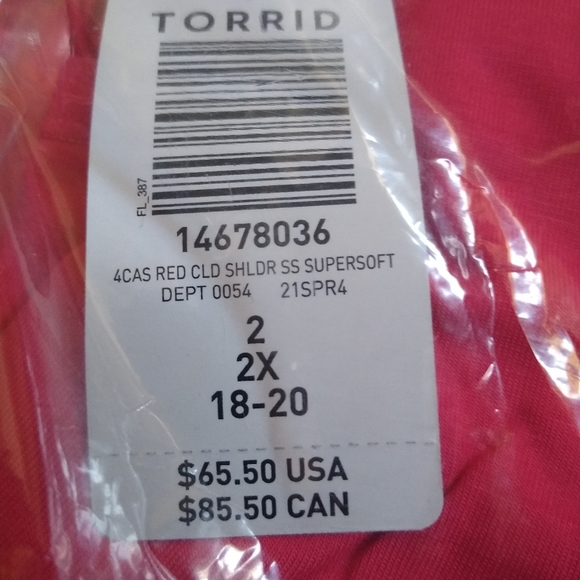 TORRID
FL_387
14678036
4CAS RED CLD SHLDR SS SUPERSOFT
DEPT 0054 21SPR4
2
2X
18-20
$65.50 USA
$85.50 CAN